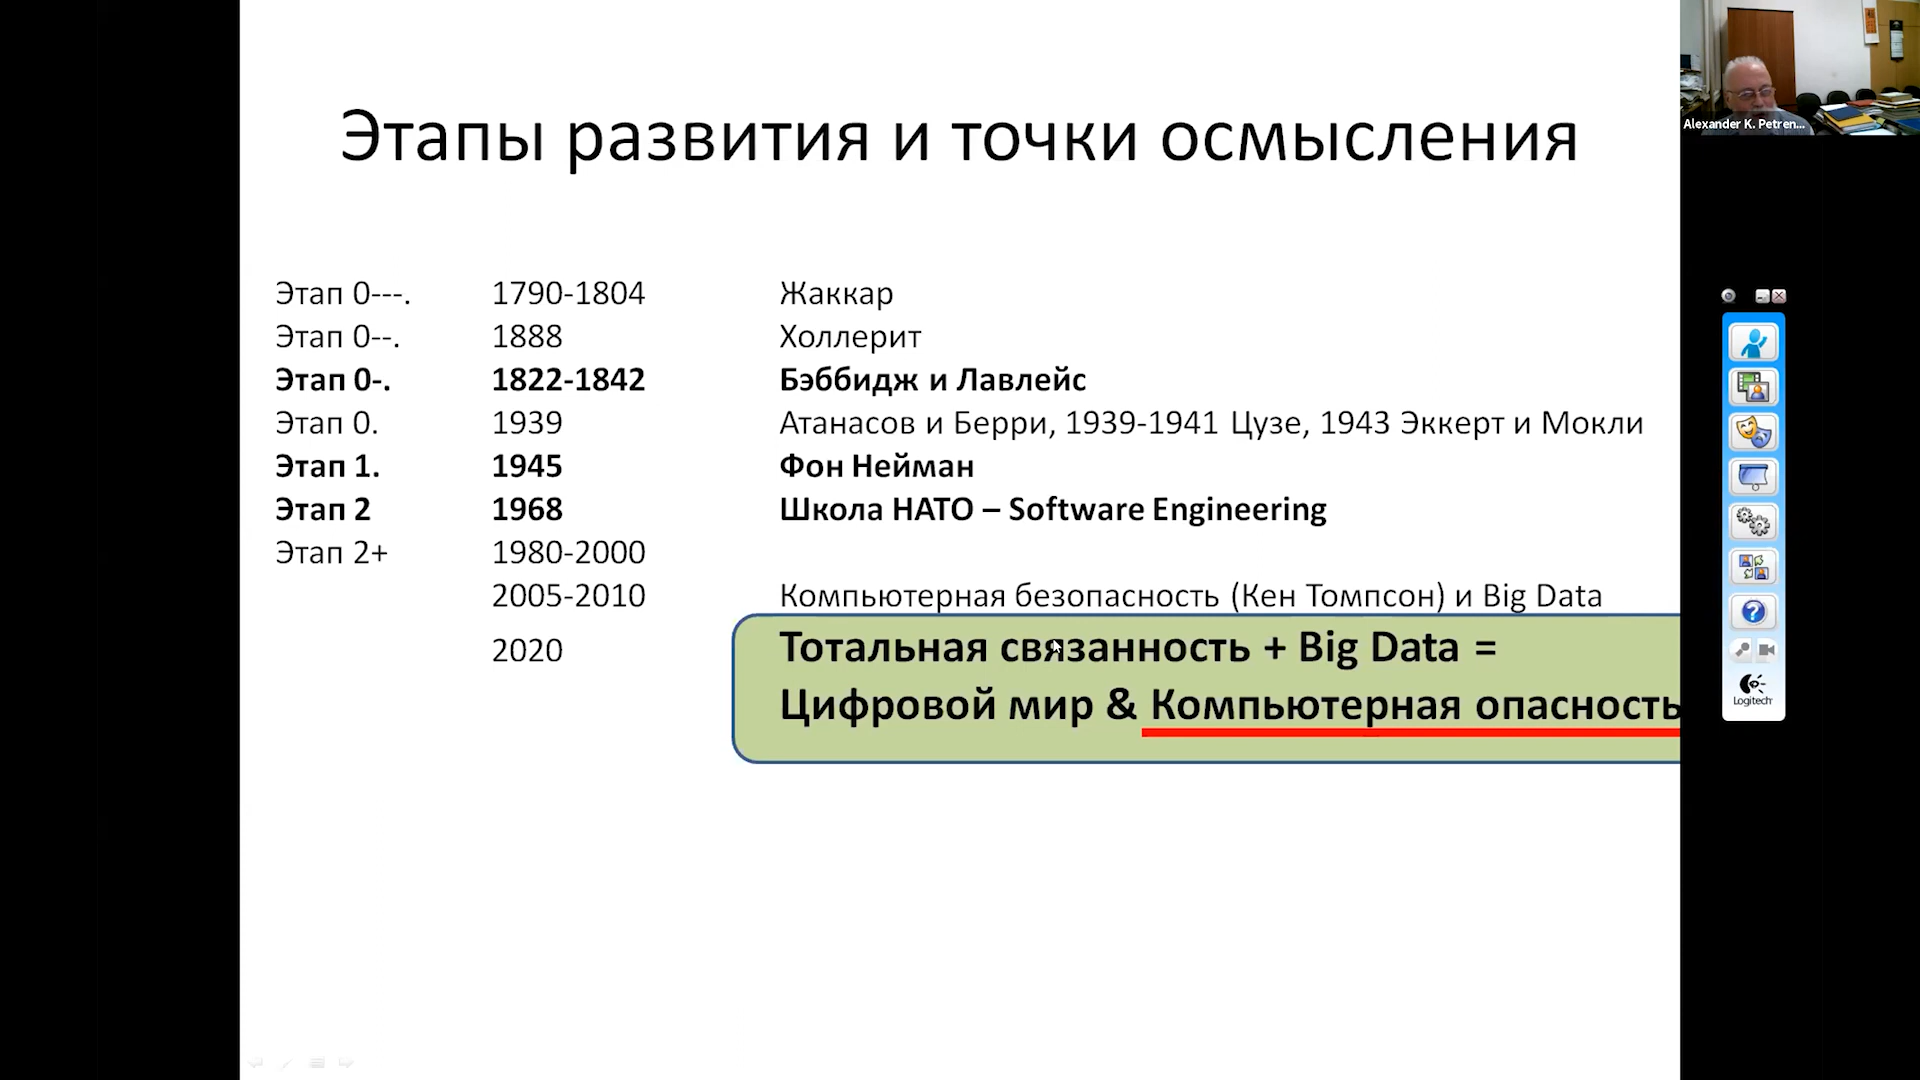 Этапы развития и точки осмысления
Этап 0---. 1790-1804 Жаккар
Этап 0--. 1888 Холлерит
Этап 0-. 1822-1842 Бэббидж и Лавлейс
Этап 0. 1939 Атанасов и Берри, 1939-1941 Цузе, 1943 Эккерт и Мокли
Этап 1. 1945 Фон Нейман
Этап 2 1968 Школа НАТО – Software Engineering
Этап 2+ 1980-2000
2005-2010 Компьютерная безопасность (Кен Томпсон) и Big Data
2020 Тотальная связанность + Big Data =
Цифровой мир & Компьютерная опасность
Alexander K. Petren...
Logitech